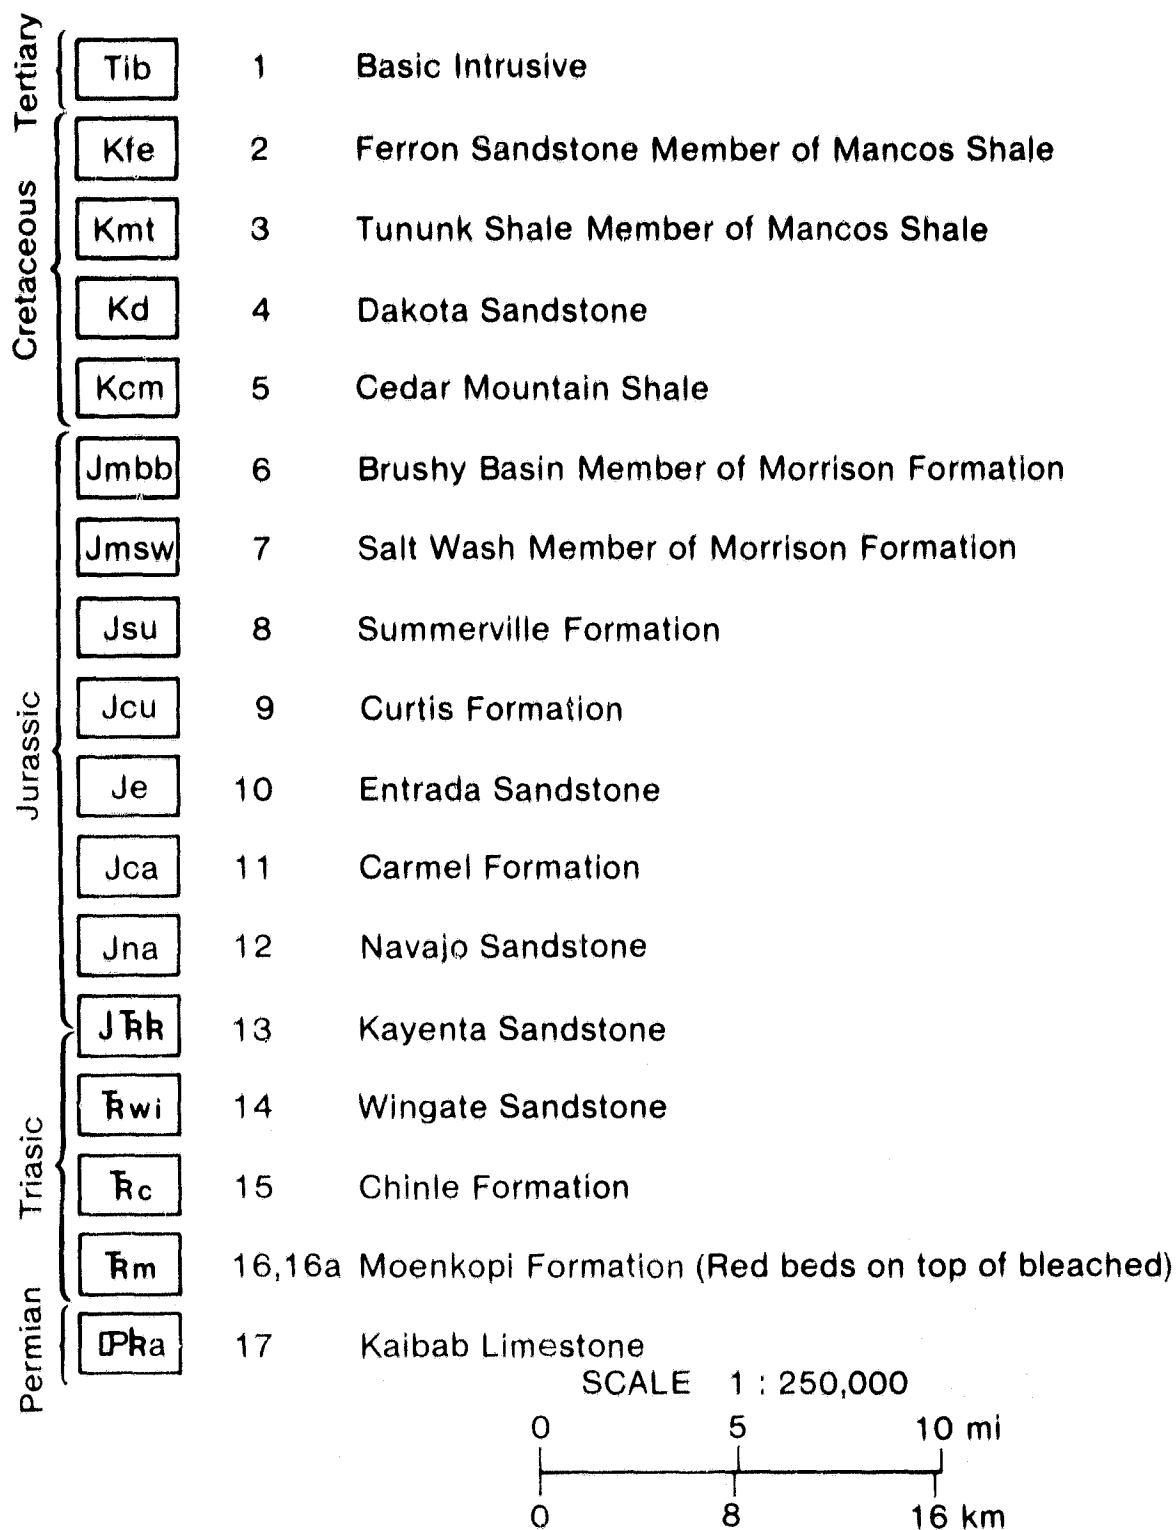 Tertiary
Tib 1 Basic Intrusive
Cretaceous
Kfe 2 Ferron Sandstone Member of Mancos Shale
Kmt 3 Tununk Shale Member of Mancos Shale
Kd 4 Dakota Sandstone
Kcm 5 Cedar Mountain Shale
Jurassic
Jmbb 6 Brushy Basin Member of Morrison Formation
Jmsw 7 Salt Wash Member of Morrison Formation
Jsu 8 Summerville Formation
Jcu 9 Curtis Formation
Je 10 Entrada Sandstone
Jca 11 Carmel Formation
Jna 12 Navajo Sandstone
JTRk 13 Kayenta Sandstone
Triasic
TRwi 14 Wingate Sandstone
TRc 15 Chinle Formation
TRm 16,16a Moenkopi Formation (Red beds on top of bleached)
Permian
Pka 17 Kaibab Limestone
SCALE 1 : 250,000
0 5 10 mi
0 8 16 km